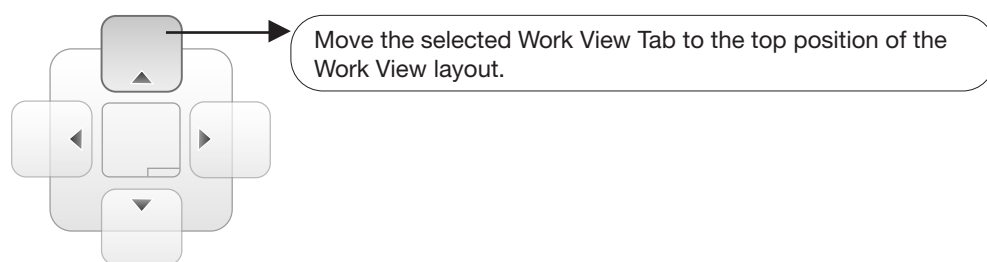 Move the selected Work View Tab to the top position of the
Work View layout.